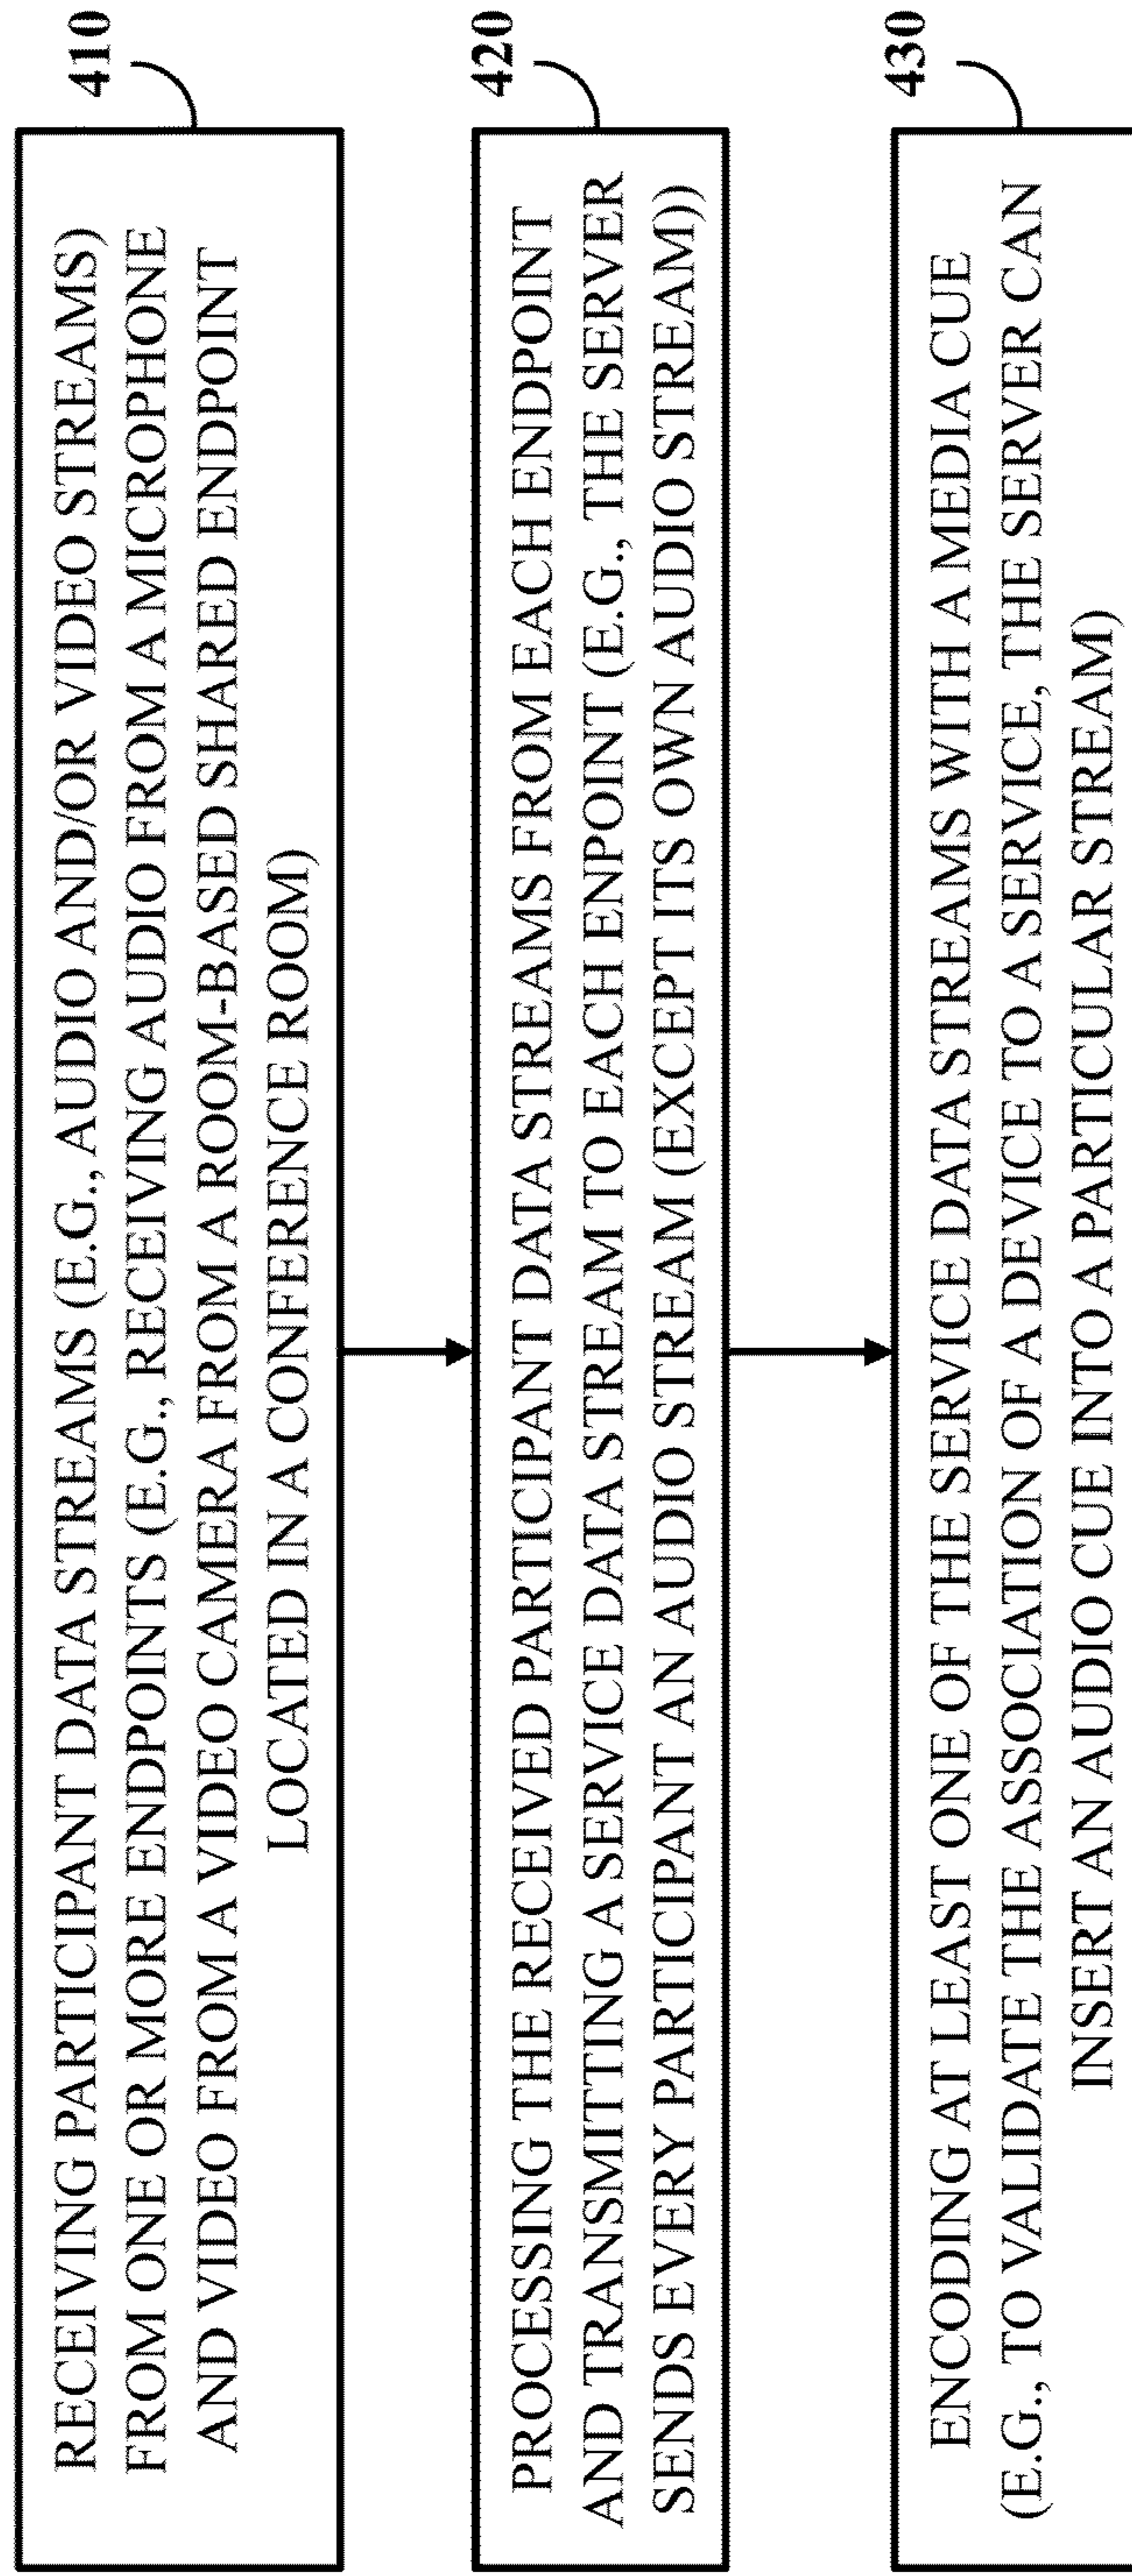 410
RECEIVING PARTICIPANT DATA STREAMS (E.G., AUDIO AND/OR VIDEO STREAMS)
FROM ONE OR MORE ENDPOINTS (E.G., RECEIVING AUDIO FROM A MICROPHONE
AND VIDEO FROM A VIDEO CAMERA FROM A ROOM-BASED SHARED ENDPOINT
LOCATED IN A CONFERENCE ROOM)
420
PROCESSING THE RECEIVED PARTICIPANT DATA STREAMS FROM EACH ENDPOINT
AND TRANSMITTING A SERVICE DATA STREAM TO EACH ENPOINT (E.G., THE SERVER
SENDS EVERY PARTICIPANT AN AUDIO STREAM (EXCEPT ITS OWN AUDIO STREAM))
430
ENCODING AT LEAST ONE OF THE SERVICE DATA STREAMS WITH A MEDIA CUE
(E.G., TO VALIDATE THE ASSOCIATION OF A DEVICE TO A SERVICE, THE SERVER CAN
INSERT AN AUDIO CUE INTO A PARTICULAR STREAM)